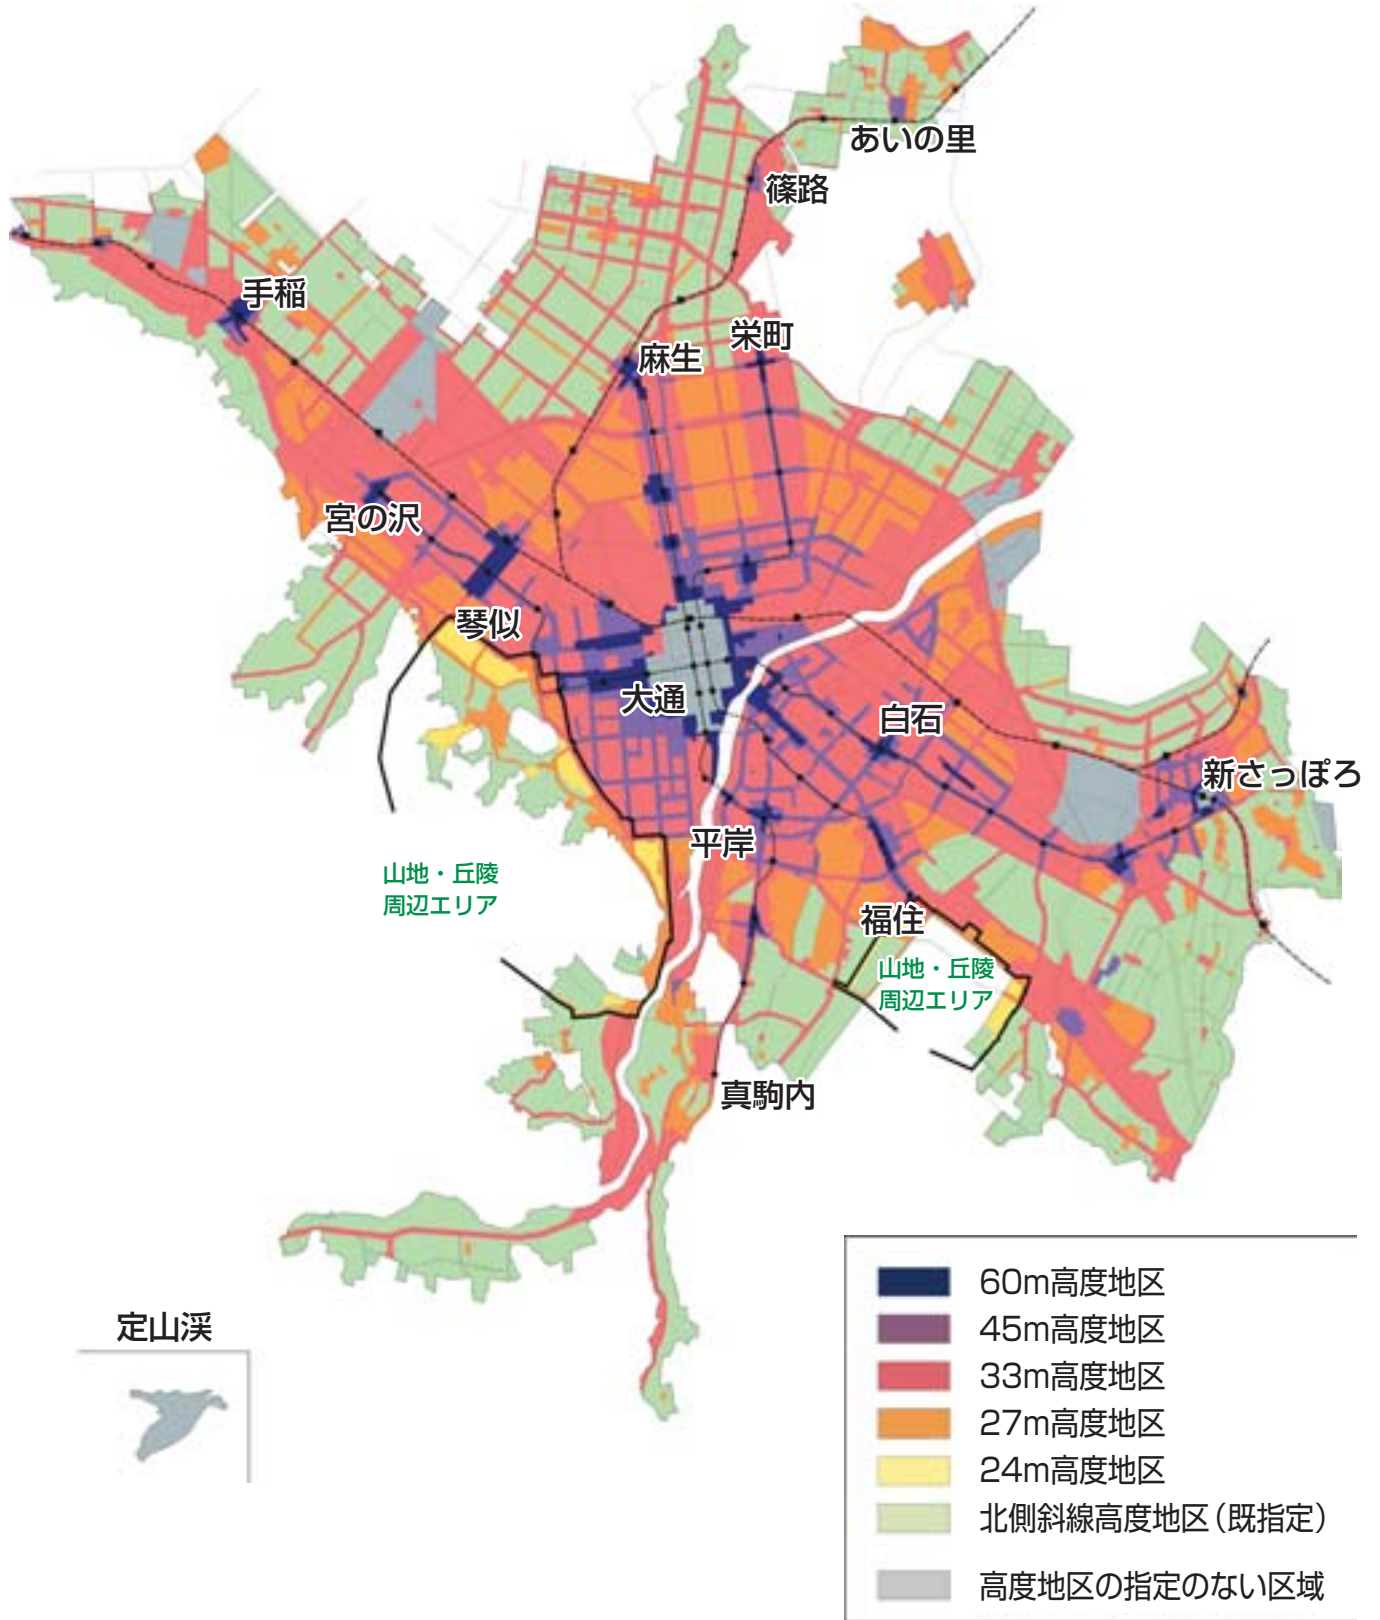 あいの里
篠路
手稲
栄町
麻生
宮の沢
琴似
大通
白石
新さっぽろ
平岸
山地・丘陵
周辺エリア
福住
山地・丘陵
周辺エリア
真駒内
定山渓
60m高度地区
45m高度地区
33m高度地区
27m高度地区
24m高度地区
北側斜線高度地区(既指定)
高度地区の指定のない区域